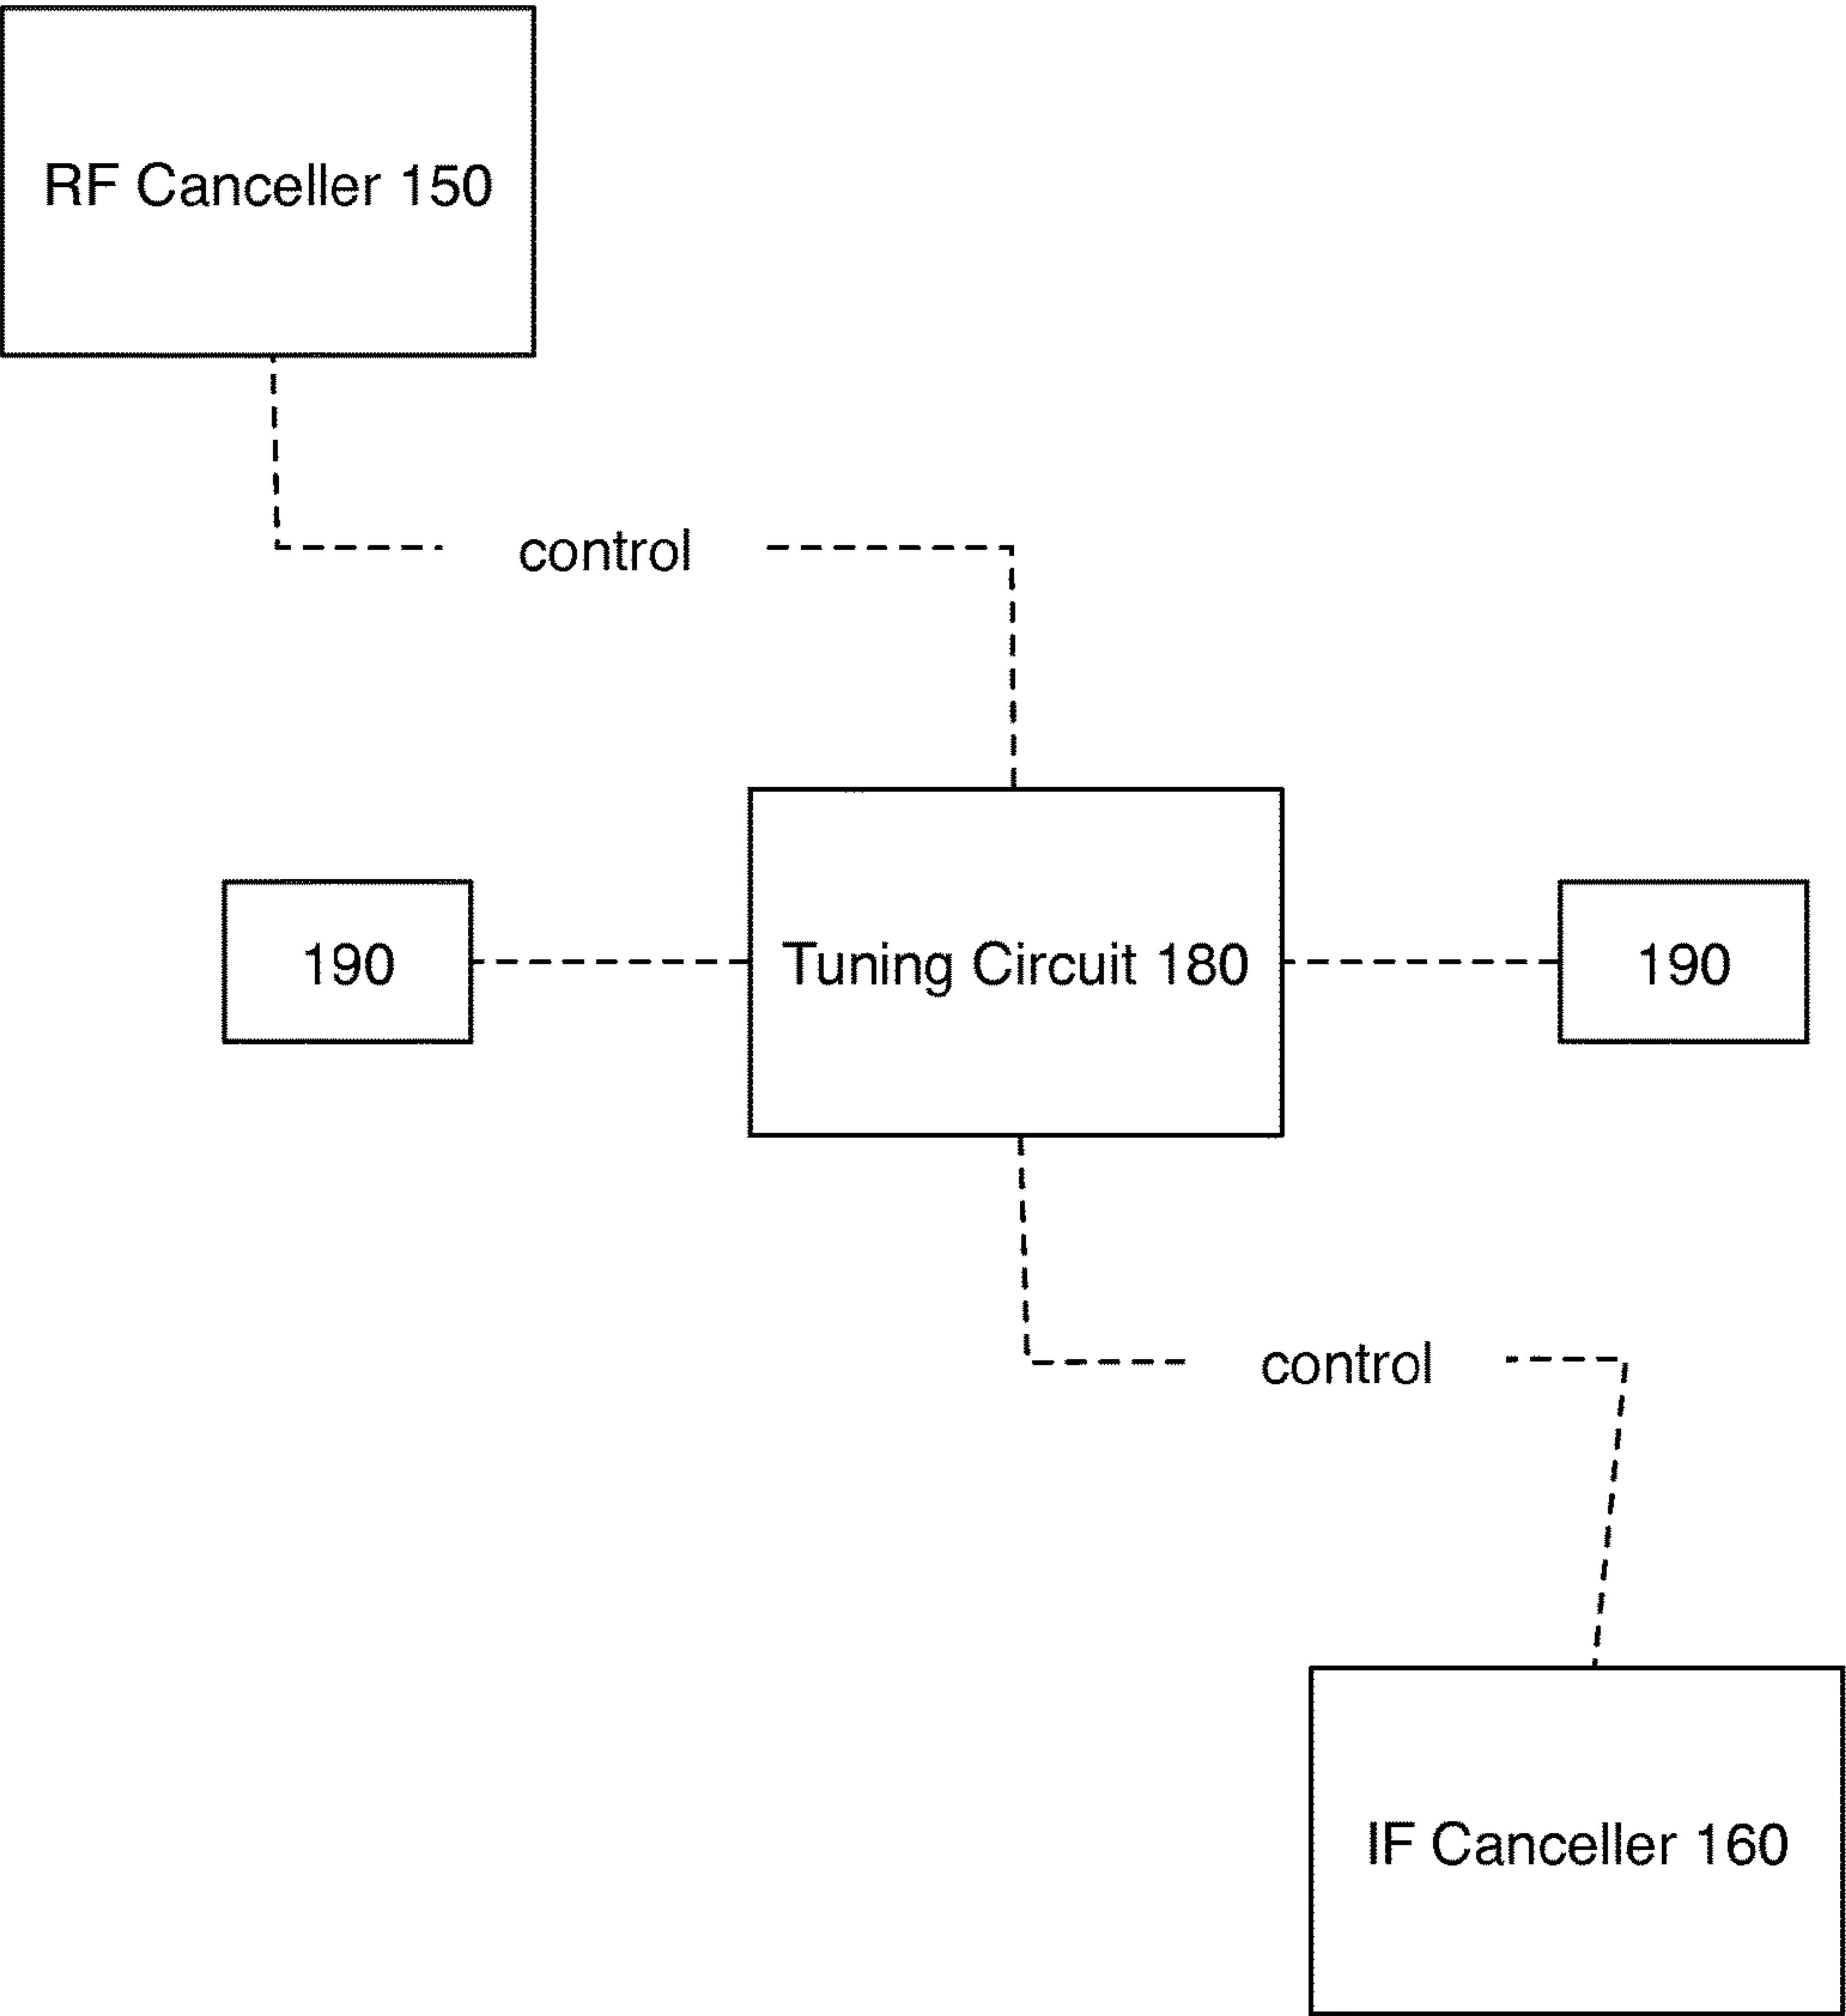 RF Canceller 150
control
190
Tuning Circuit 180
190
control
IF Canceller 160